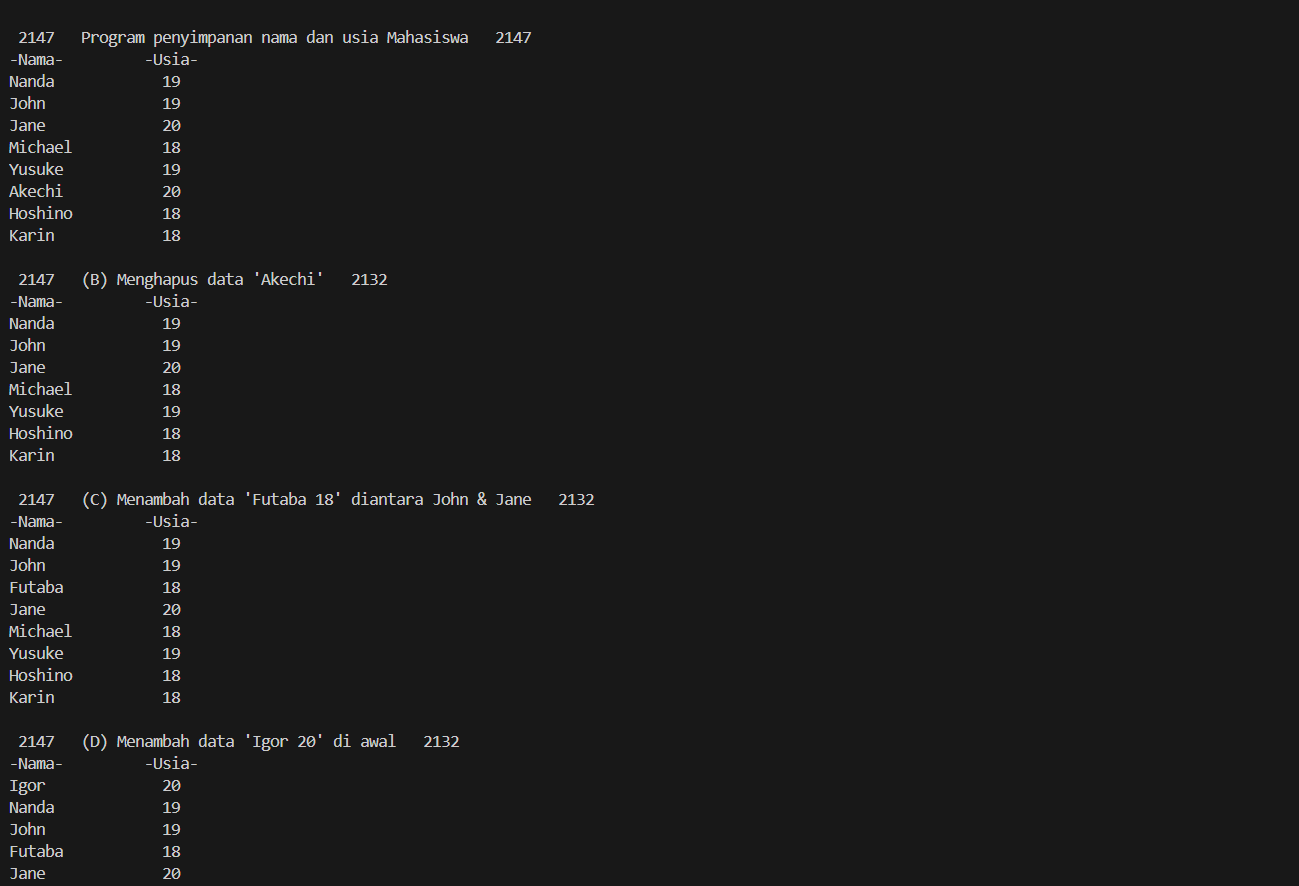 2147 Program penyimpanan nama dan usia Mahasiswa 2147
-Nama- -Usia-
Nanda 19
John 19
Jane 20
Michael 18
Yusuke 19
Akechi 20
Hoshino 18
Karin 18
2147 (B) Menghapus data 'Akechi' 2132
-Nama- -Usia-
Nanda 19
John 19
Jane 20
Michael 18
Yusuke 19
Hoshino 18
Karin 18
2147 (C) Menambah data 'Futaba 18' diantara John & Jane 2132
-Nama- -Usia-
Nanda 19
John 19
Futaba 18
Jane 20
Michael 18
Yusuke 19
Hoshino 18
Karin 18
2147 (D) Menambah data 'Igor 20' di awal 2132
-Nama- -Usia-
Igor 20
Nanda 19
John 19
Futaba 18
Jane 20